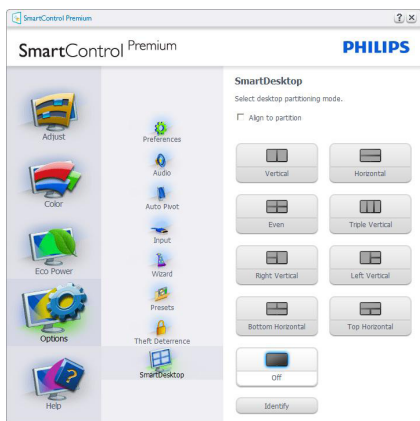 SmartControl Premium
SmartControl Premium
PHILIPS
Adjust
Color
Eco Power
Options
Help
Preferences
Audio
Auto Pivot
Input
Wizard
Presets
Theft Deterrence
SmartDesktop
SmartDesktop
Select desktop partitioning mode.
Align to partition
Vertical
Horizontal
Even
Triple Vertical
Right Vertical
Left Vertical
Bottom Horizontal
Top Horizontal
Off
Identify